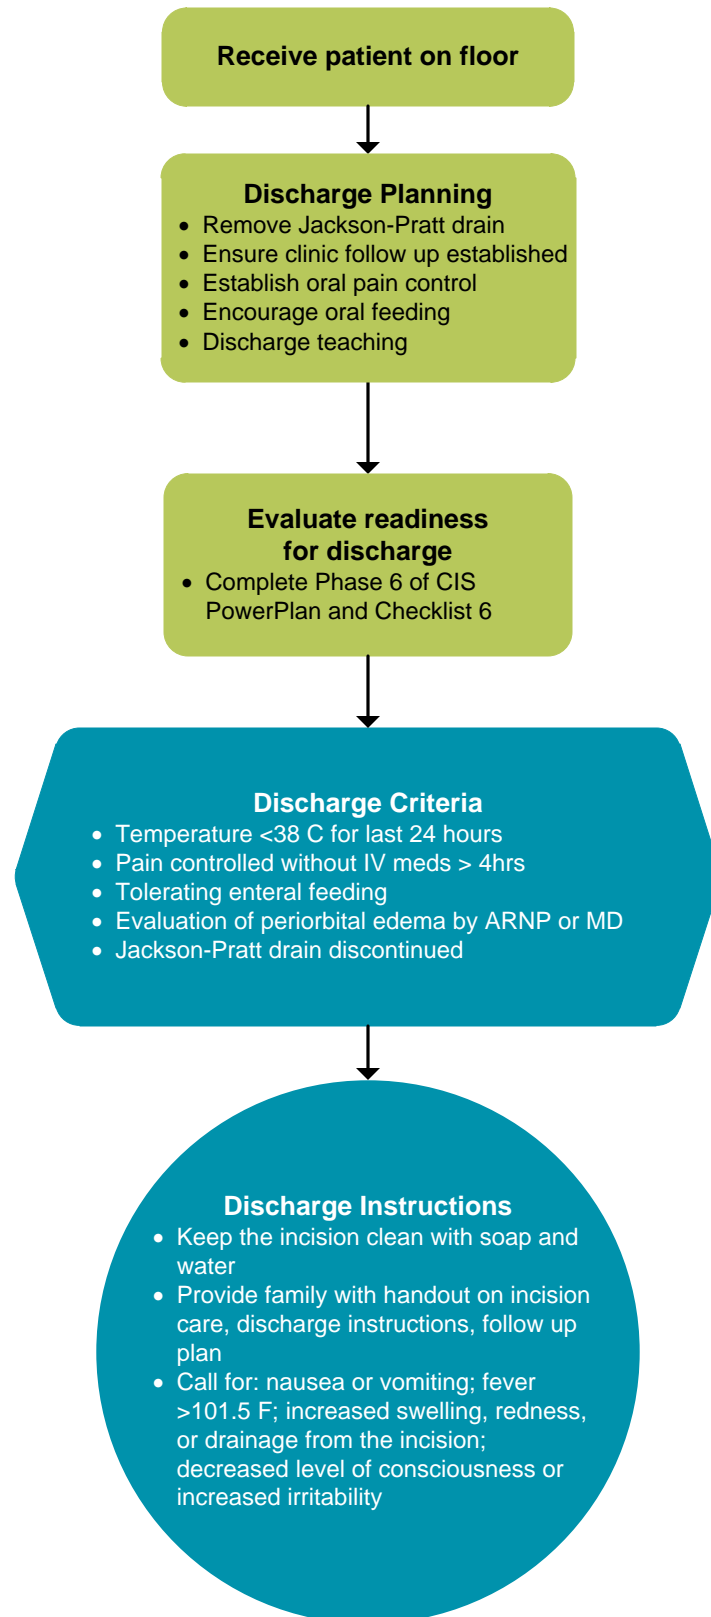 Receive patient on floor
Discharge Planning
• Remove Jackson-Pratt drain
• Ensure clinic follow up established
• Establish oral pain control
• Encourage oral feeding
• Discharge teaching
Evaluate readiness
for discharge
• Complete Phase 6 of CIS
PowerPlan and Checklist 6
Discharge Criteria
• Temperature <38 C for last 24 hours
• Pain controlled without IV meds > 4hrs
• Tolerating enteral feeding
• Evaluation of periorbital edema by ARNP or MD
• Jackson-Pratt drain discontinued
Discharge Instructions
• Keep the incision clean with soap and
water
• Provide family with handout on incision
care, discharge instructions, follow up
plan
• Call for: nausea or vomiting; fever
>101.5 F; increased swelling, redness,
or drainage from the incision;
decreased level of consciousness or
increased irritability